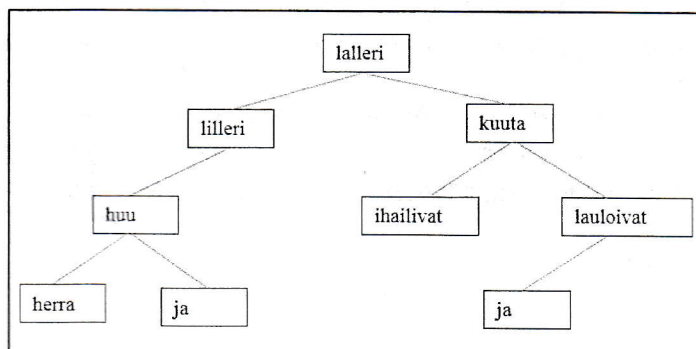 lalleri
lilleri
kuuta
huu
ihailivat
lauloivat
herra
ja
ja